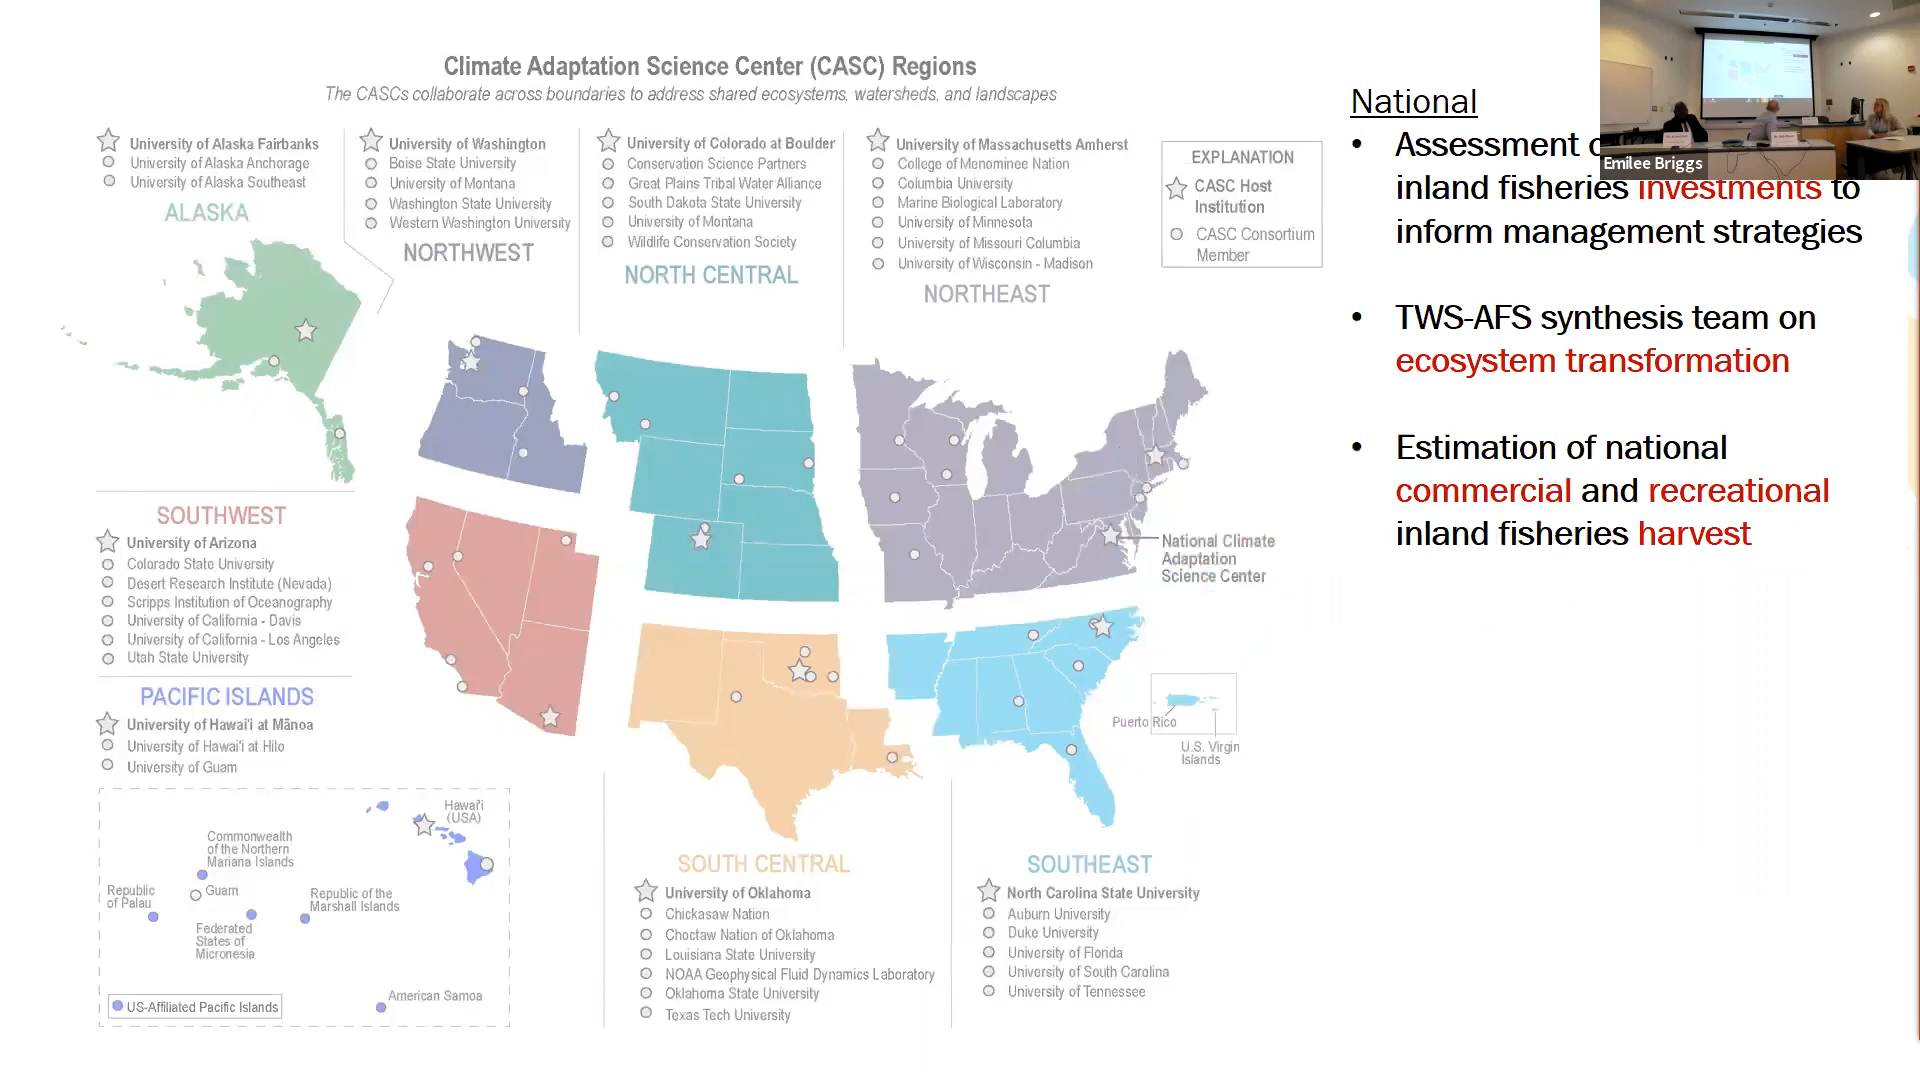 Climate Adaptation Science Center (CASC) Regions
The CASCs collaborate across boundaries to address shared ecosystems, watersheds, and landscapes
University of Alaska Fairbanks
University of Alaska Anchorage
University of Alaska Southeast
ALASKA
University of Washington
Boise State University
University of Montana
Washington State University
Western Washington University
NORTHWEST
University of Colorado at Boulder
Conservation Science Partners
Great Plains Tribal Water Alliance
South Dakota State University
University of Montana
Wildlife Conservation Society
NORTH CENTRAL
University of Massachusetts Amherst
College of Menominee Nation
Columbia University
Marine Biological Laboratory
University of Minnesota
University of Missouri Columbia
University of Wisconsin - Madison
NORTHEAST
EXPLANATION
CASC Host
Institution
CASC Consortium
Member
National Climate
Adaptation
Science Center
SOUTHWEST
University of Arizona
Colorado State University
Desert Research Institute (Nevada)
Scripps Institution of Oceanography
University of California - Davis
University of California - Los Angeles
Utah State University
PACIFIC ISLANDS
University of Hawai'i at Mānoa
University of Hawai'i at Hilo
University of Guam
Hawai'i
(USA)
Commonwealth
of the Northern
Mariana Islands
Guam
Republic
of Palau
Republic of the
Marshall Islands
Federated
States of
Micronesia
American Samoa
US-Affiliated Pacific Islands
Puerto Rico
U.S. Virgin
Islands
SOUTH CENTRAL
University of Oklahoma
Chickasaw Nation
Choctaw Nation of Oklahoma
Louisiana State University
NOAA Geophysical Fluid Dynamics Laboratory
Oklahoma State University
Texas Tech University
SOUTHEAST
North Carolina State University
Auburn University
Duke University
University of Florida
University of South Carolina
University of Tennessee
National
• Assessment
inland fisheries investments to
inform management strategies
• TWS-AFS synthesis team on
ecosystem transformation
• Estimation of national
commercial and recreational
inland fisheries harvest
Emilee Briggs